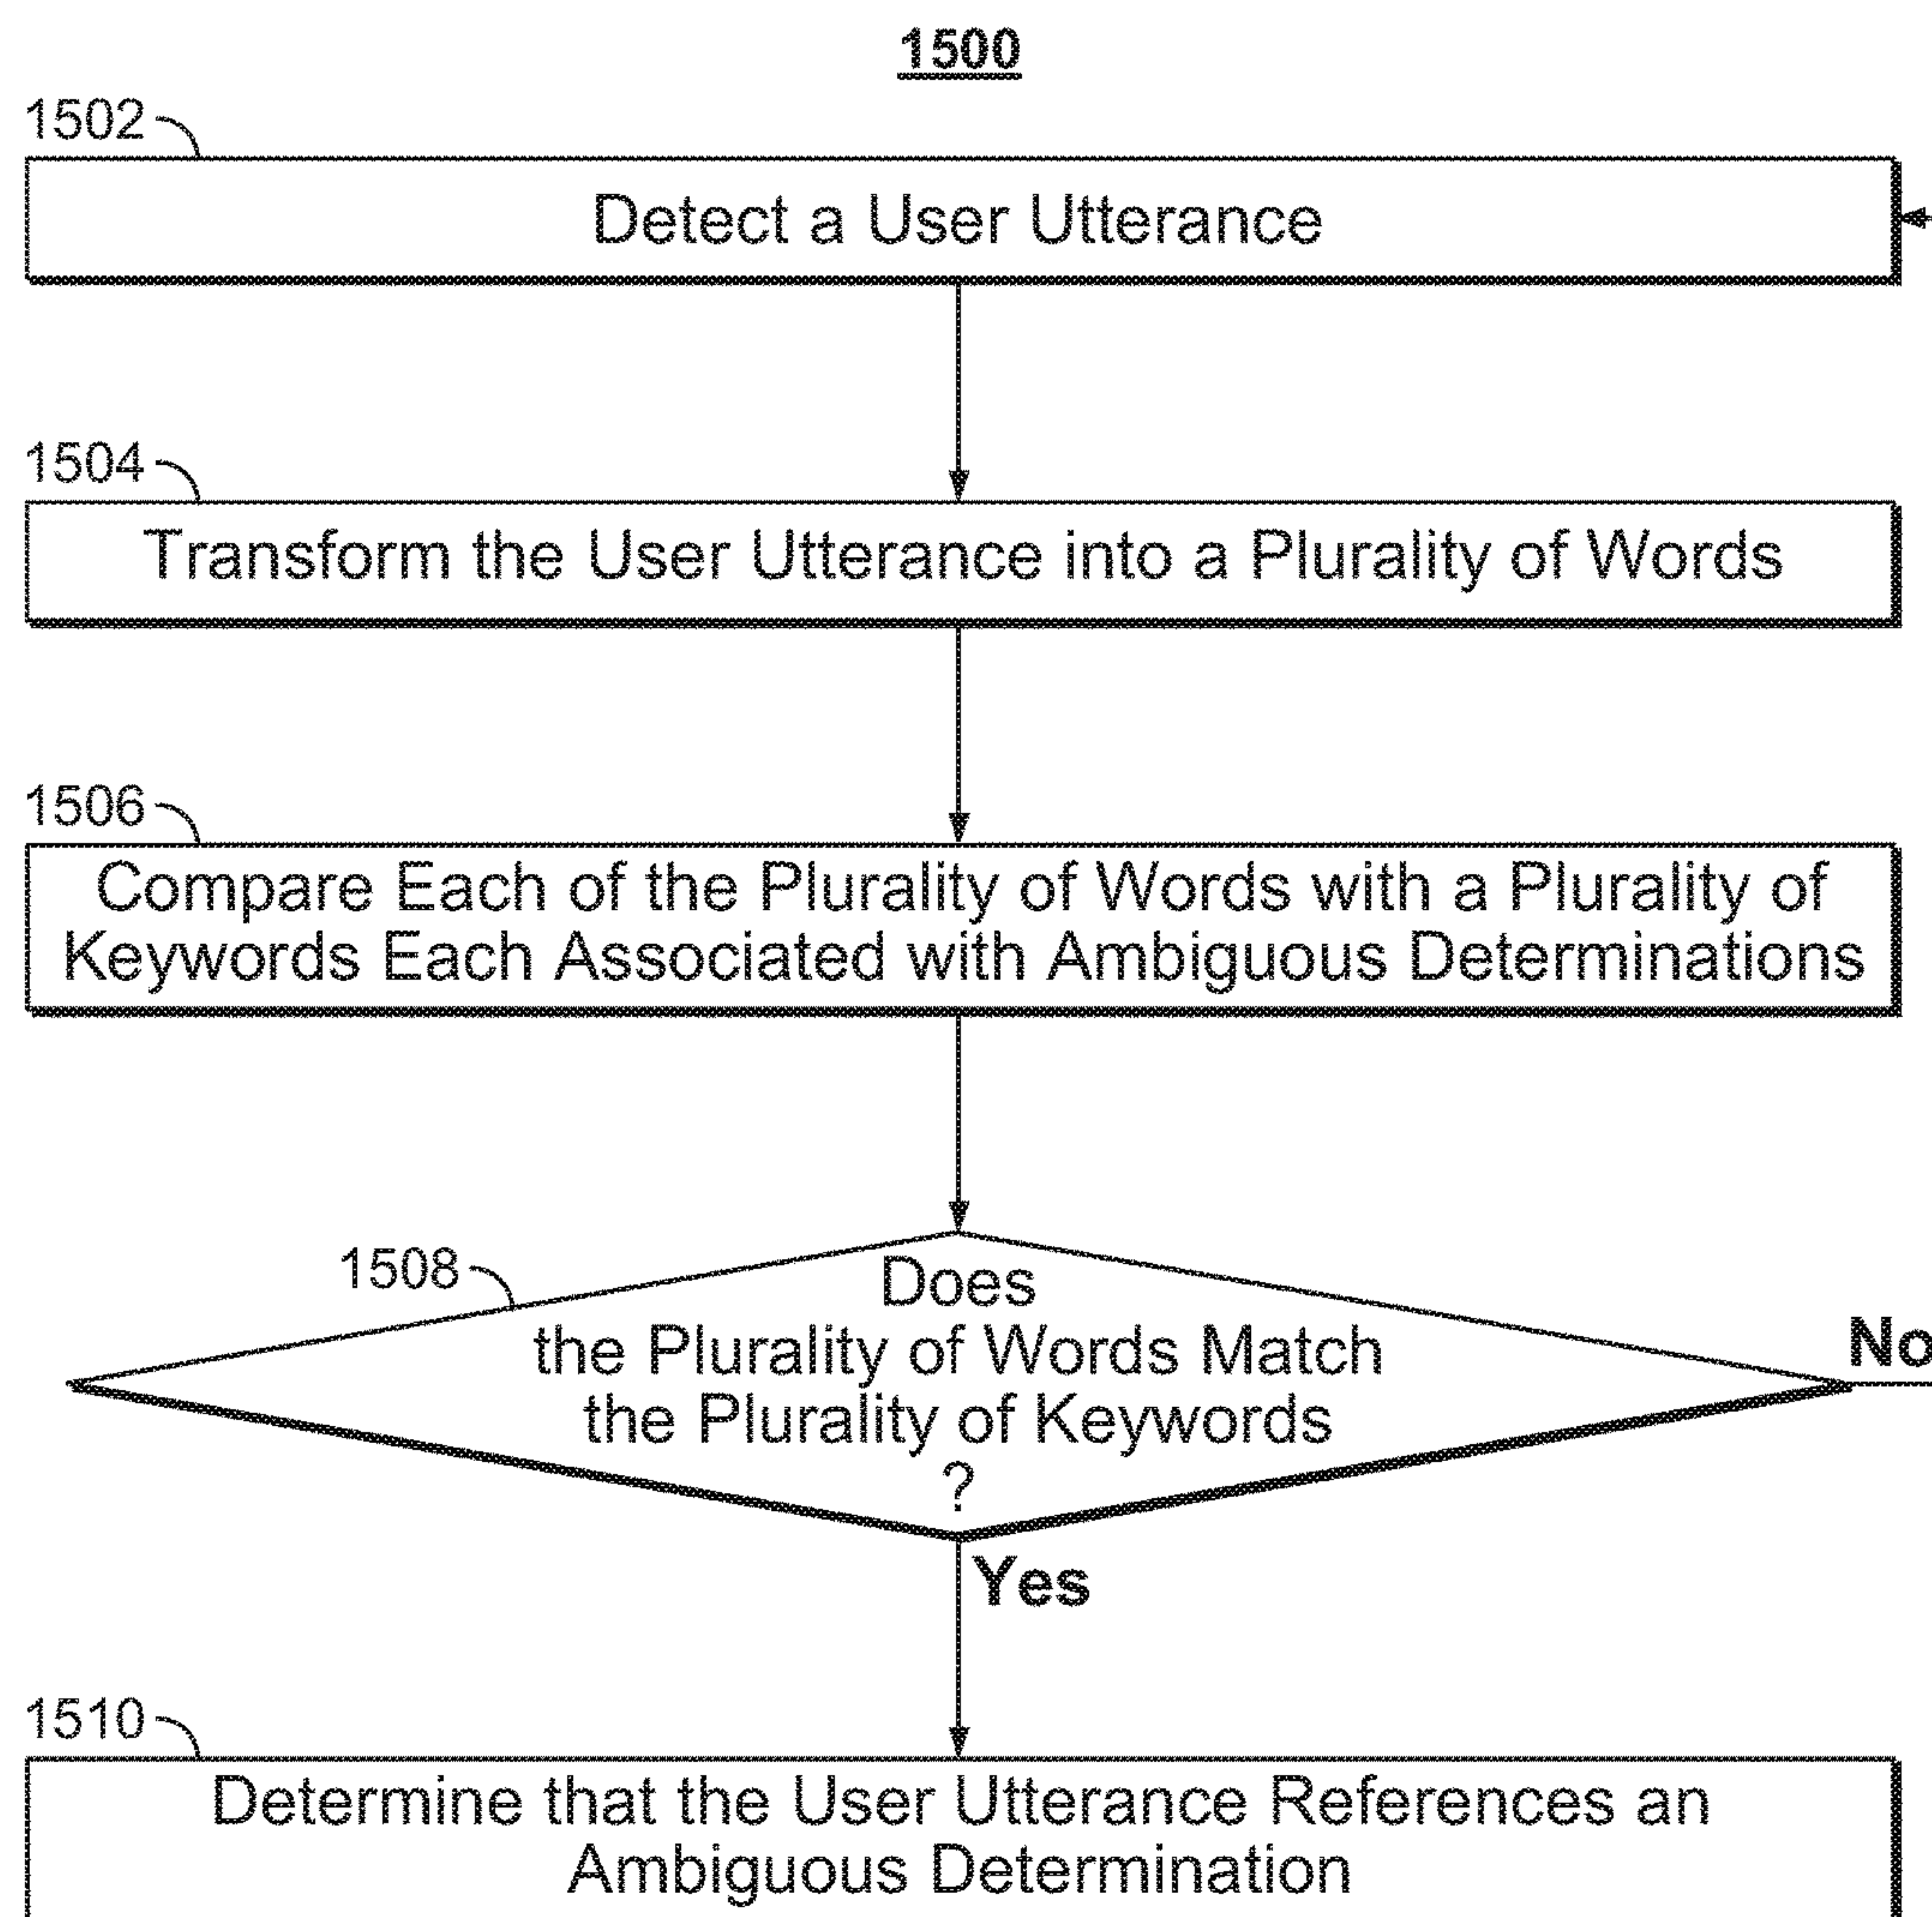 1500
1502
Detect a User Utterance
1504
Transform the User Utterance into a Plurality of Words
1506
Compare Each of the Plurality of Words with a Plurality of
Keywords Each Associated with Ambiguous Determinations
1508
Does
the Plurality of Words Match
the Plurality of Keywords
?
No
Yes
1510
Determine that the User Utterance References an
Ambiguous Determination